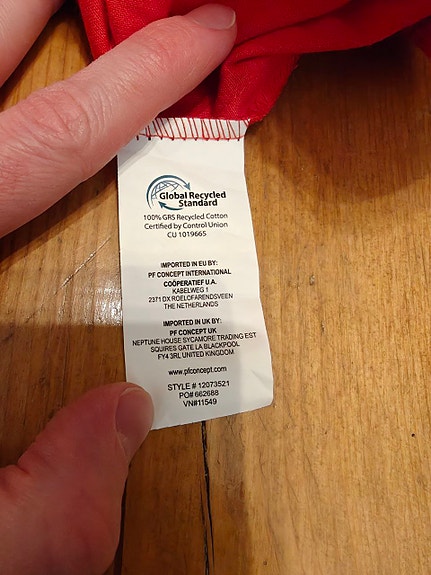 Global Recycled
Standard
100% GRS Recycled Cotton
Certified by Control Union
CU 1019665
IMPORTED IN EU BY:
PF CONCEPT INTERNATIONAL
COÖPERATIEF U.A.
KABELWEG 1
2371 DX ROELOFARENDSVEEN
THE NETHERLANDS
IMPORTED IN UK BY:
PF CONCEPT UK
NEPTUNE HOUSE SYCAMORE TRADING EST
SQUIRES GATE LA BLACKPOOL
FY4 3RL UNITED KINGDOM
www.pfconcept.com
STYLE # 12073521
PO# 662688
VN#11549